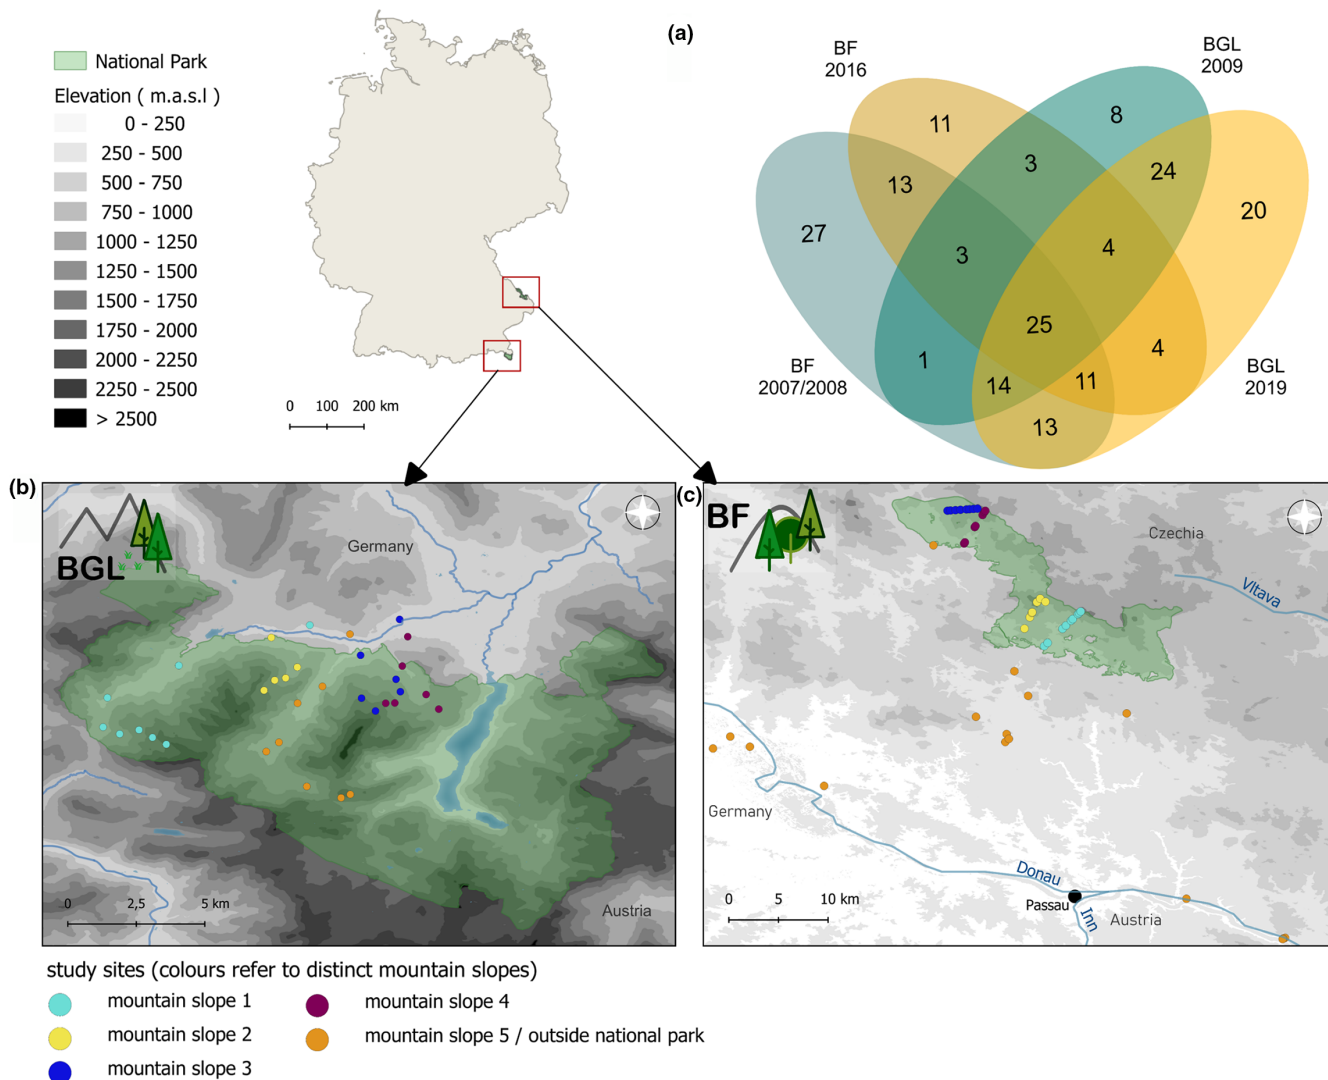 National Park
Elevation ( m.a.s.l )
0 - 250
250 - 500
500 - 750
750 - 1000
1000 - 1250
1250 - 1500
1500 - 1750
1750 - 2000
2000 - 2250
2250 - 2500
> 2500
0 100 200 km
(a)
BF
2016
BGL
2009
BF
2007/2008
BGL
2019
11
8
3
24
13
20
27
3
4
25
1
4
14
11
13
(b)
BGL
Germany
Austria
0 2,5 5 km
(c)
BF
Czechia
Vltava
Germany
Donau
Passau
Inn
Austria
0 5 10 km
study sites (colours refer to distinct mountain slopes)
mountain slope 1
mountain slope 2
mountain slope 3
mountain slope 4
mountain slope 5 / outside national park